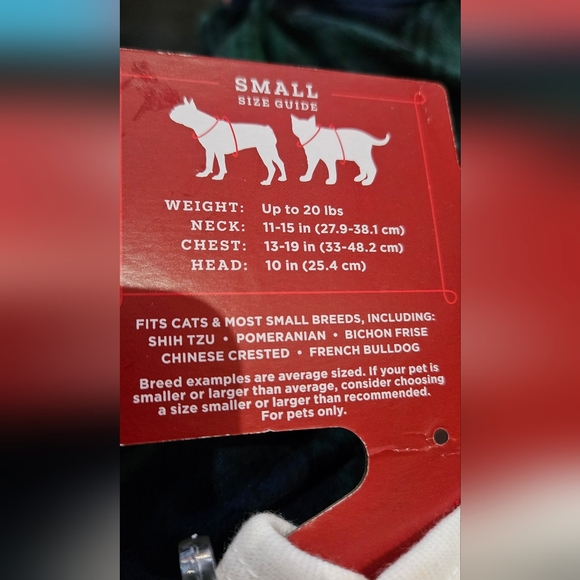 SMALL
SIZE GUIDE
WEIGHT: Up to 20 lbs
NECK: 11-15 in (27.9-38.1 cm)
CHEST: 13-19 in (33-48.2 cm)
HEAD: 10 in (25.4 cm)
FITS CATS & MOST SMALL BREEDS, INCLUDING:
SHIH TZU • POMERANIAN • BICHON FRISE
CHINESE CRESTED • FRENCH BULLDOG
Breed examples are average sized. If your pet is
smaller or larger than average, consider choosing
a size smaller or larger than recommended.
For pets only.